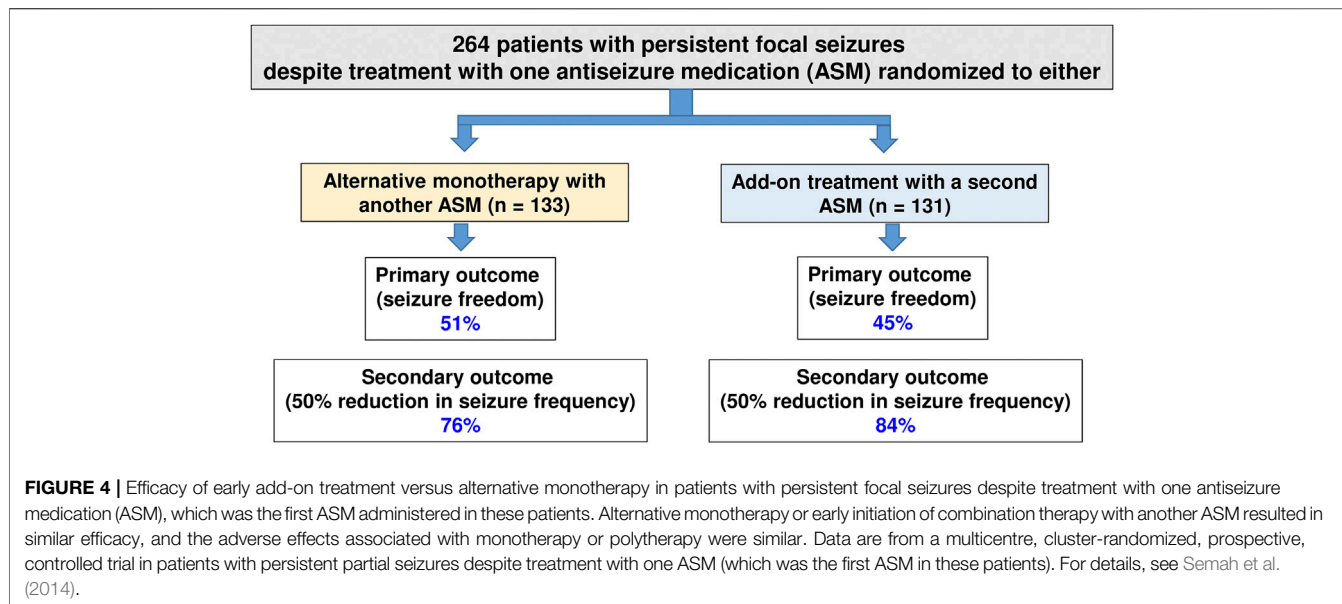 264 patients with persistent focal seizures
despite treatment with one antiseizure medication (ASM) randomized to either
Alternative monotherapy with
another ASM (n = 133)
Add-on treatment with a second
ASM (n = 131)
Primary outcome
(seizure freedom)
51%
Primary outcome
(seizure freedom)
45%
Secondary outcome
(50% reduction in seizure frequency)
76%
Secondary outcome
(50% reduction in seizure frequency)
84%
FIGURE 4 | Efficacy of early add-on treatment versus alternative monotherapy in patients with persistent focal seizures despite treatment with one antiseizure
medication (ASM), which was the first ASM administered in these patients. Alternative monotherapy or early initiation of combination therapy with another ASM resulted in
similar efficacy, and the adverse effects associated with monotherapy or polytherapy were similar. Data are from a multicentre, cluster-randomized, prospective,
controlled trial in patients with persistent partial seizures despite treatment with one ASM (which was the first ASM in these patients). For details, see Semah et al.
(2014).